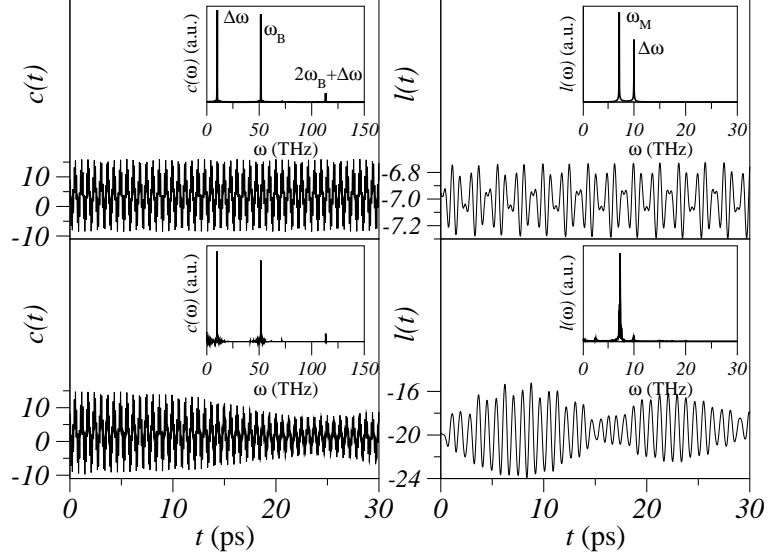 c(t)
c(ω) (a.u.)
Δω
ω_B
2ω_B+Δω
0 50 100 150
ω (THz)
10
0
-10
l(t)
l(ω) (a.u.)
ω_M
Δω
0 10 20 30
ω (THz)
-6.8
-7.0
-7.2
c(t)
c(ω) (a.u.)
0 50 100 150
ω (THz)
10
0
-10
0 10 20 30
t (ps)
l(t)
l(ω) (a.u.)
0 10 20 30
ω (THz)
-16
-20
-24
0 10 20 30
t (ps)